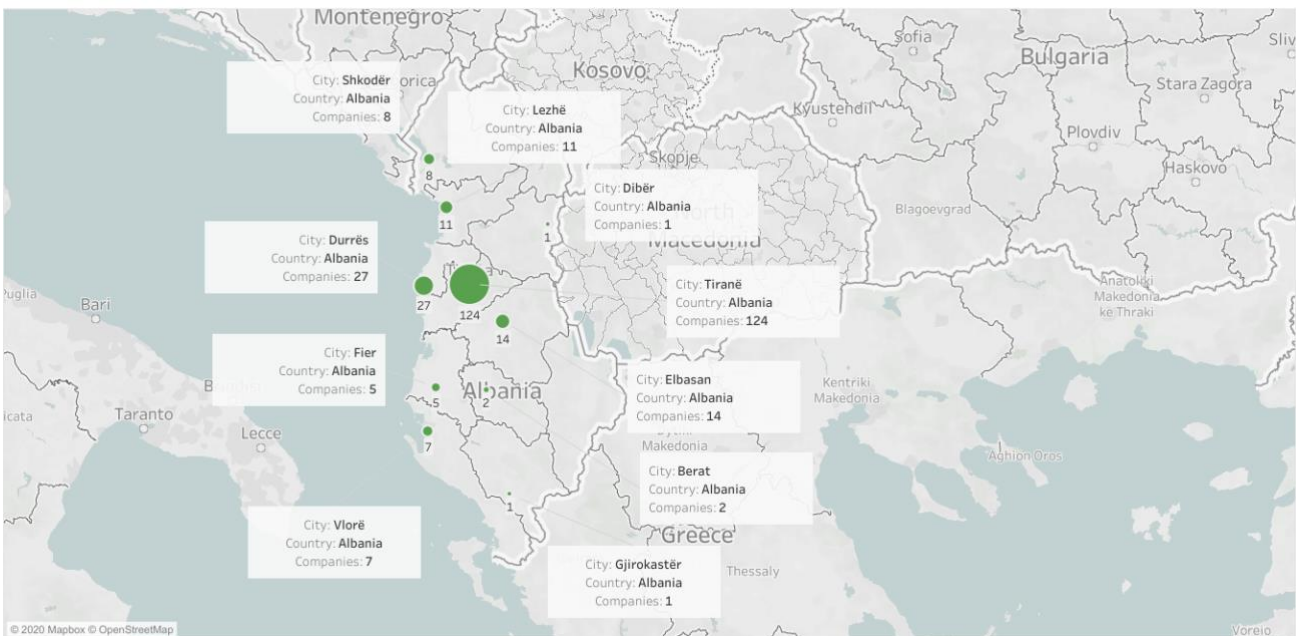 Montenegro
Sofia
Bulgaria
Sliv
Kosovo
Stara Zagora
City: Shkodër
Country: Albania
Companies: 8
orica
City: Lezhë
Country: Albania
Companies: 11
Kyustendil
Plovdiv
Skopje
Haskovo
8
City: Dibër
Country: Albania
Companies: 1
North
Macedonia
Blagoevgrad
11
1
City: Durrës
Country: Albania
Companies: 27
City: Tiranë
Country: Albania
Companies: 124
Anatoliki
Makedonia
ke Thraki
Puglia
Bari
27
124
14
City: Fier
Country: Albania
Companies: 5
City: Elbasan
Country: Albania
Companies: 14
Kentriki
Makedonia
Albania
5
2
icata
Taranto
Lecce
7
Makedonia
Aghion Oros
City: Berat
Country: Albania
Companies: 2
1
City: Vlorë
Country: Albania
Companies: 7
Greece
City: Gjirokastër
Country: Albania
Companies: 1
Thessaly
© 2020 Mapbox © OpenStreetMap
Voreio